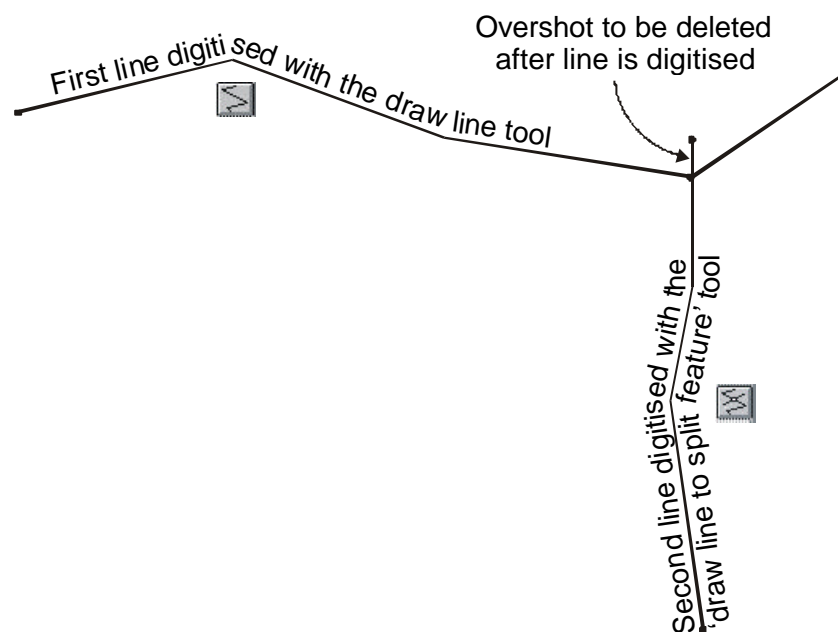 First line digitised with the draw line tool
Overshot to be deleted
after line is digitised
Second line digitised with the
‘draw line to split feature’ tool